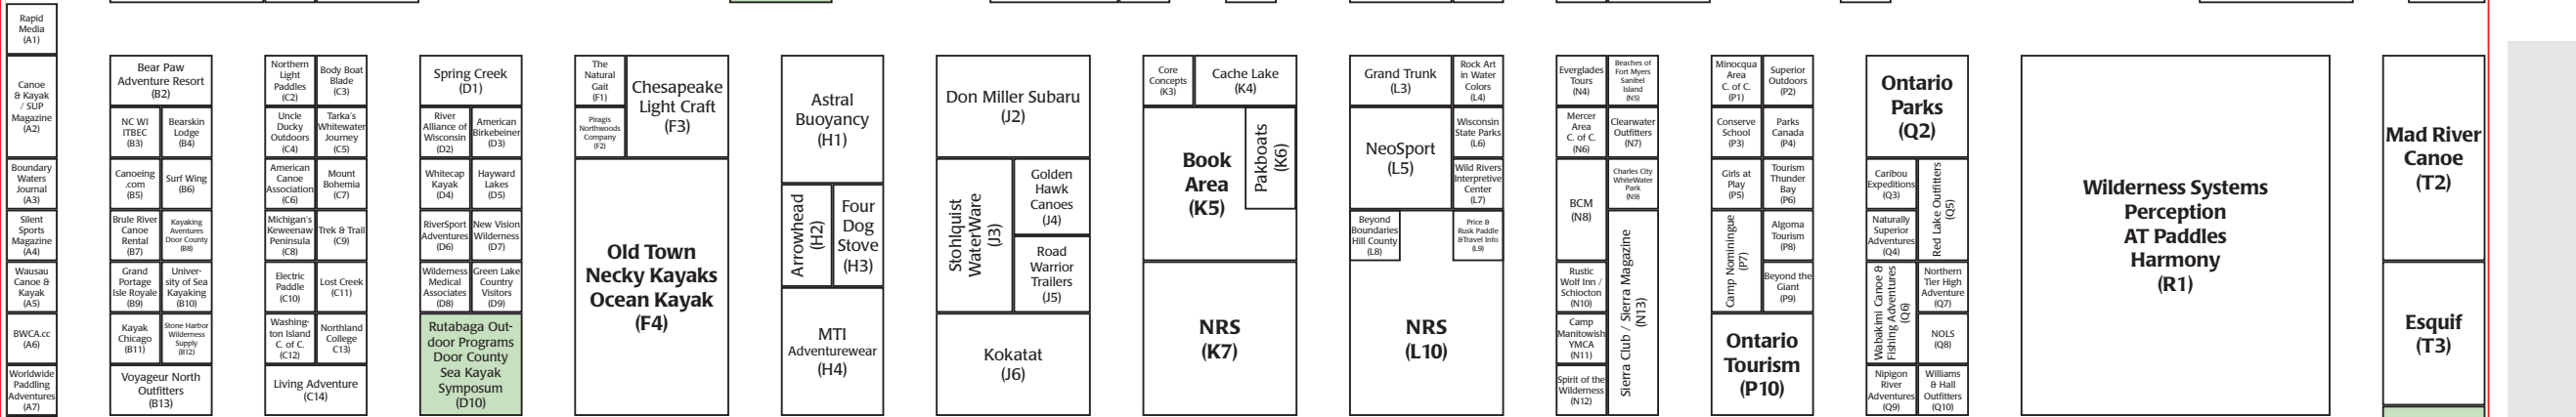 Rapid
Media
(A1)
Canoe
& Kayak
/ SUP
Magazine
(A2)
Boundary
Waters
Journal
(A3)
Silent
Sports
Magazine
(A4)
Wausau
Canoe &
Kayak
(A5)
BWCA.cc
(A6)
Worldwide
Paddling
Adventures
(A7)
Bear Paw
Adventure Resort
(B2)
NC WI
ITBEC
(B3)
Bearskin
Lodge
(B4)
Canoeing
.com
(B5)
Surf Wing
(B6)
Brule River
Canoe
Rental
(B7)
Kayaking
Aventures
Door County
(B8)
Grand
Portage
Isle Royale
(B9)
Univer-
sity of Sea
Kayaking
(B10)
Kayak
Chicago
(B11)
Stone Harbor
Wilderness
Supply
(B12)
Voyageur North
Outfitters
(B13)
Northern
Light
Paddles
(C2)
Body Boat
Blade
(C3)
Uncle
Ducky
Outdoors
(C4)
Tarka's
Whitewater
Journey
(C5)
American
Canoe
Association
(C6)
Mount
Bohemia
(C7)
Michigan's
Keweenaw
Peninsula
(C8)
Trek & Trail
(C9)
Electric
Paddle
(C10)
Lost Creek
(C11)
Washing-
ton Island
C. of C.
(C12)
Northland
College
C13)
Living Adventure
(C14)
Spring Creek
(D1)
River
Alliance of
Wisconsin
(D2)
American
Birkebeiner
(D3)
Whitecap
Kayak
(D4)
Hayward
Lakes
(D5)
RiverSport
Adventures
(D6)
New Vision
Wilderness
(D7)
Wilderness
Medical
Associates
(D8)
Green Lake
Country
Visitors
(D9)
Rutabaga Out-
door Programs
Door County
Sea Kayak
Symposum
(D10)
The
Natural
Gait
(F1)
Piragis
Northwoods
Company
(F2)
Chesapeake
Light Craft
(F3)
Old Town
Necky Kayaks
Ocean Kayak
(F4)
Astral
Buoyancy
(H1)
Arrowhead
(H2)
Four
Dog
Stove
(H3)
MTI
Adventurewear
(H4)
Don Miller Subaru
(J2)
Stohlquist
WaterWare
(J3)
Golden
Hawk
Canoes
(J4)
Road
Warrior
Trailers
(J5)
Kokatat
(J6)
Core
Concepts
(K3)
Cache Lake
(K4)
Book
Area
(K5)
Pakboats
(K6)
NRS
(K7)
Grand Trunk
(L3)
Rock Art
in Water
Colors
(L4)
NeoSport
(L5)
Wisconsin
State Parks
(L6)
Wild Rivers
Interpretive
Center
(L7)
Beyond
Boundaries
Hill County
(L8)
Price &
Rusk Paddle
&Travel Info
(L9)
NRS
(L10)
Everglades
Tours
(N4)
Beaches of
Fort Myers
Sanibel
Island
(N5)
Mercer
Area
C. of C.
(N6)
Clearwater
Outfitters
(N7)
BCM
(N8)
Charles City
WhiteWater
Park
(N9)
Rustic
Wolf Inn /
Schiocton
(N10)
Camp
Manitowish
YMCA
(N11)
Spirit of the
Wilderness
(N12)
Sierra Club / Sierra Magazine
(N13)
Minocqua
Area
C. of C.
(P1)
Superior
Outdoors
(P2)
Conserve
School
(P3)
Parks
Canada
(P4)
Girls at
Play
(P5)
Tourism
Thunder
Bay
(P6)
Camp Nominingue
(P7)
Algoma
Tourism
(P8)
Beyond the
Giant
(P9)
Ontario
Tourism
(P10)
Ontario
Parks
(Q2)
Caribou
Expeditions
(Q3)
Naturally
Superior
Adventures
(Q4)
Red Lake Outfitters
(Q5)
Wabakimi Canoe &
Fishing Adventures
(Q6)
Northern
Tier High
Adventure
(Q7)
NOLS
(Q8)
Nipigon
River
Adventures
(Q9)
Williams
& Hall
Outfitters
(Q10)
Wilderness Systems
Perception
AT Paddles
Harmony
(R1)
Mad River
Canoe
(T2)
Esquif
(T3)